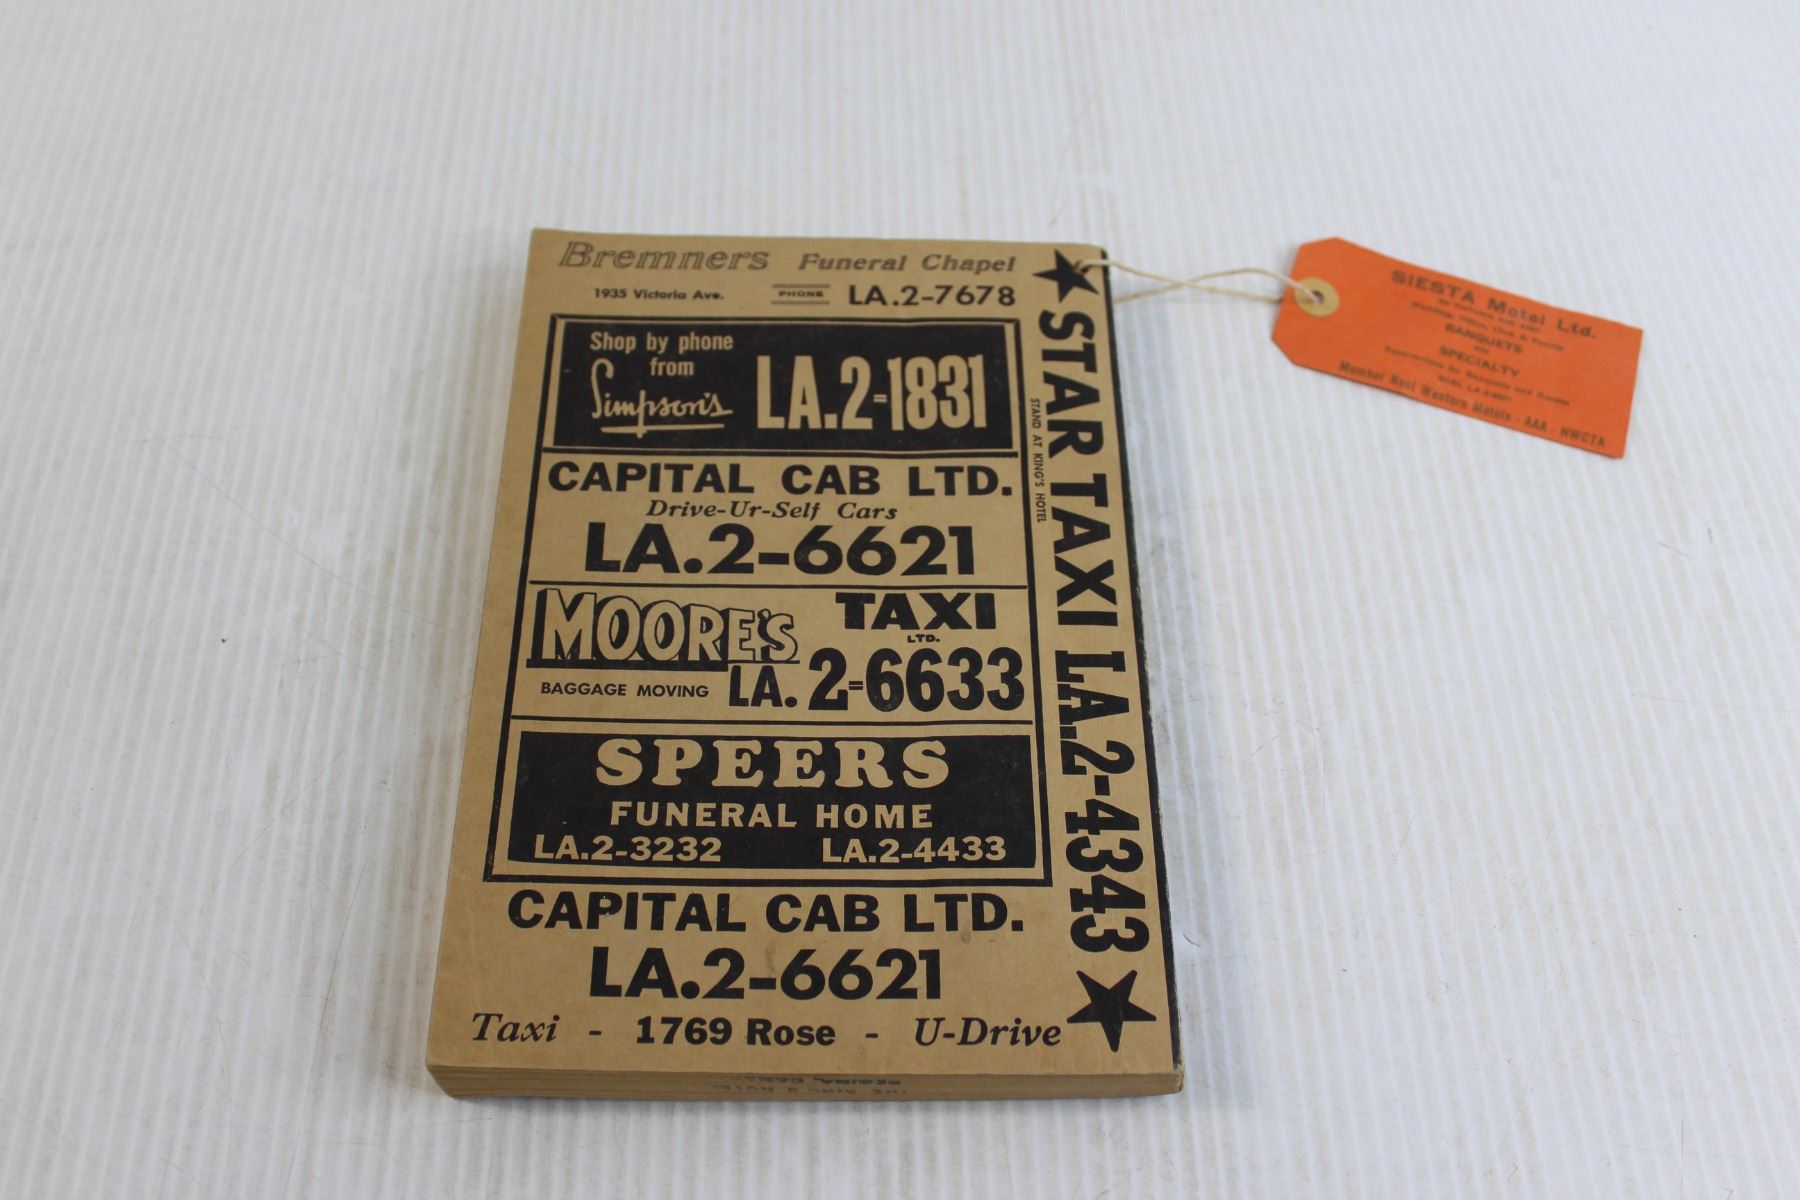 Bremners Funeral Chapel
1935 Victoria Ave. PHONE LA.2-7678
Shop by phone
from
Simpson's
LA.2-1831
CAPITAL CAB LTD.
Drive-Ur-Self Cars
LA.2-6621
MOORE'S TAXI
LTD.
BAGGAGE MOVING LA. 2-6633
SPEERS
FUNERAL HOME
LA.2-3232 LA.2-4433
CAPITAL CAB LTD.
LA.2-6621
Taxi - 1769 Rose - U-Drive
★ STAR TAXI LA.2-4343 ★
STAND AT KING'S HOTEL
SIESTA Motel Ltd.
BANQUETS
SPECIALTY
Member Best Western Motels - AAA - NWCTA